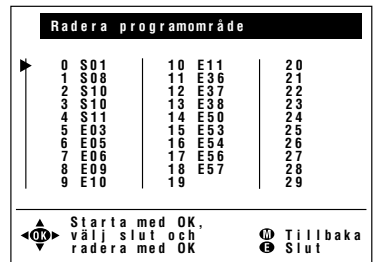 Radera programområde
0 S01 10 E11 20
1 S08 11 E36 21
2 S10 12 E37 22
3 S10 13 E38 23
4 S11 14 E50 24
5 E03 15 E53 25
6 E05 16 E54 26
7 E06 17 E56 27
8 E09 18 E57 28
9 E10 19 29
Starta med OK,
OK välj slut och M Tillbaka
radera med OK E Slut